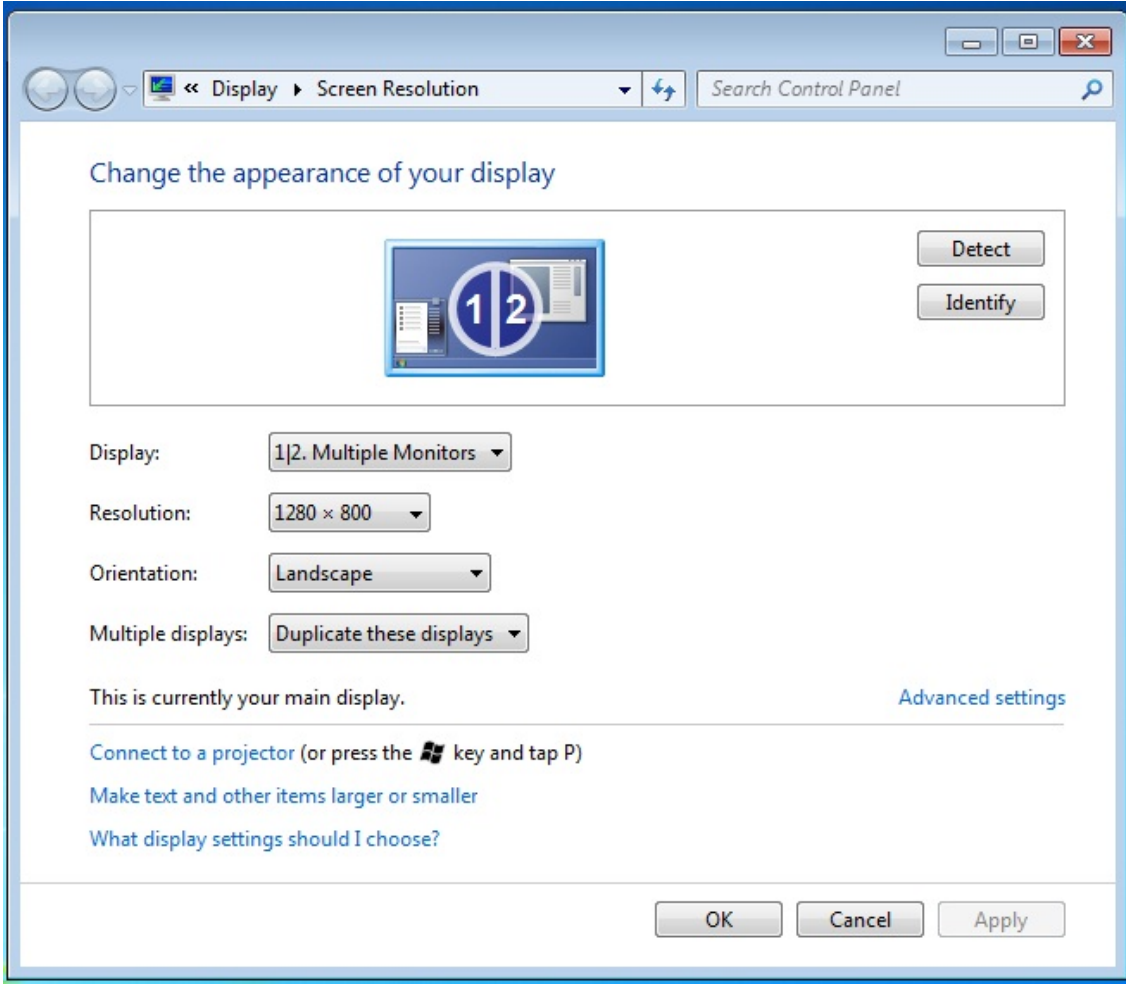 « Display ▸ Screen Resolution Search Control Panel
Change the appearance of your display
1 2
Detect
Identify
Display: 1|2. Multiple Monitors
Resolution: 1280 × 800
Orientation: Landscape
Multiple displays: Duplicate these displays
This is currently your main display. Advanced settings
Connect to a projector (or press the key and tap P)
Make text and other items larger or smaller
What display settings should I choose?
OK Cancel Apply